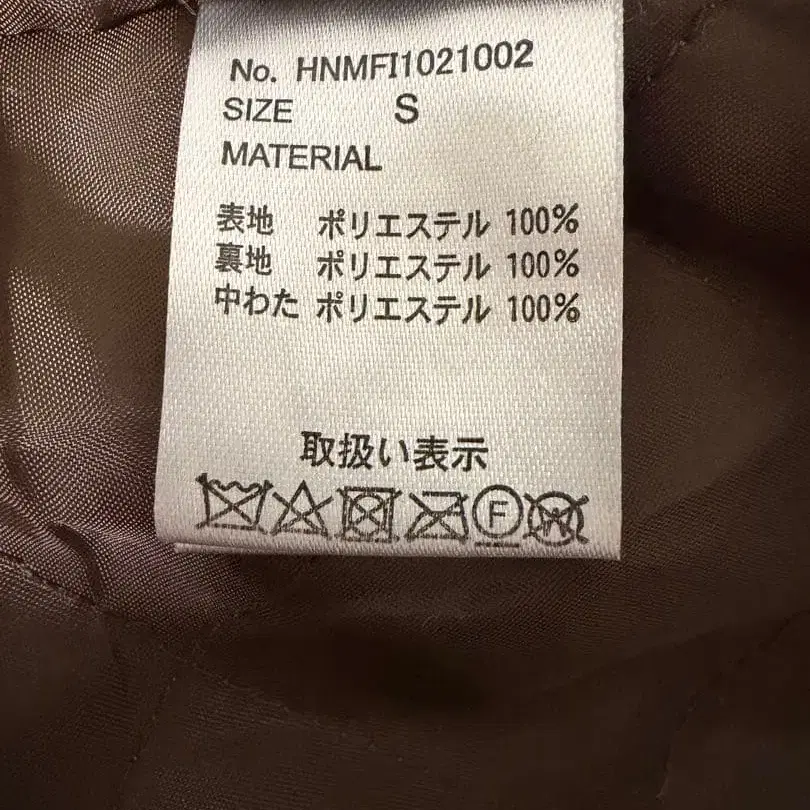 No. HNMFI1021002
SIZE S
MATERIAL
表地 ポリエステル 100%
裏地 ポリエステル 100%
中わた ポリエステル 100%
取扱い表示
F W